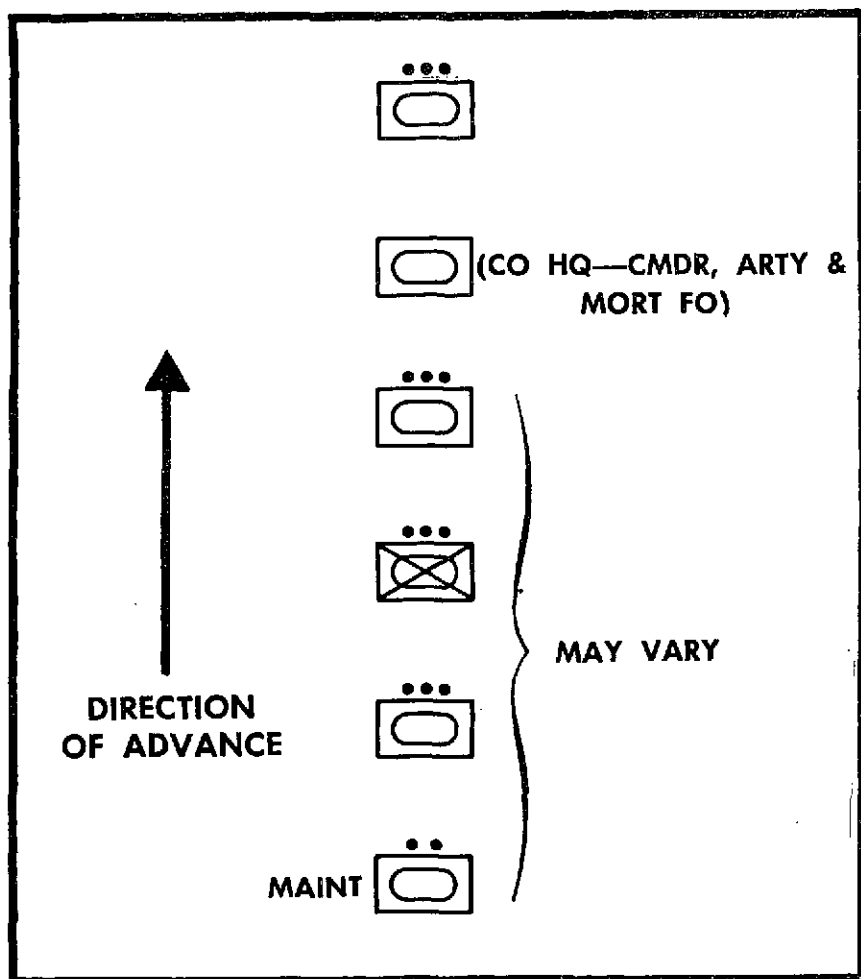 (CO HQ—CMDR, ARTY &
MORT FO)
MAY VARY
DIRECTION
OF ADVANCE
MAINT